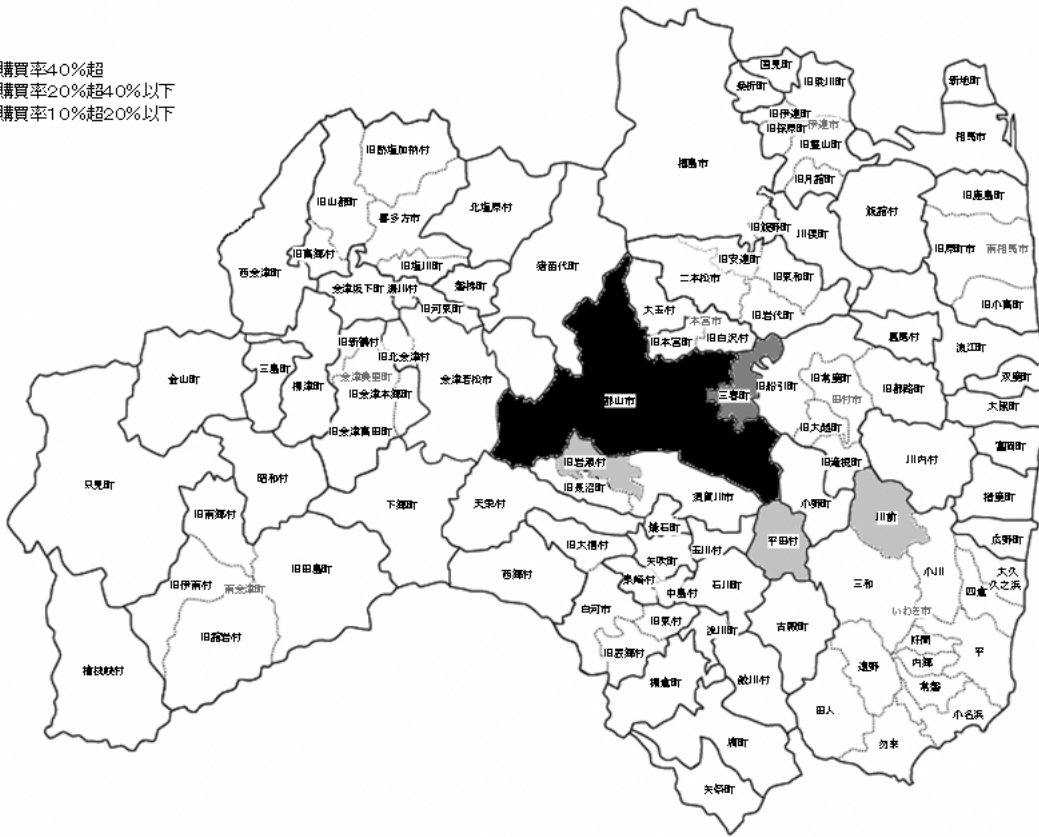 購買率40%超
購買率20%超40%以下
購買率10%超20%以下
国見町
桑折町
旧梁川町
新地町
旧伊達町
伊達市
旧保原町
旧霊山町
相馬市
福島市
旧月舘町
旧熱塩加納村
旧山都町
喜多方市
北塩原村
飯舘村
旧鹿島町
旧飯野町
川俣町
旧原町市
南相馬市
旧高郷村
西会津町
旧塩川町
猪苗代町
旧安達町
二本松市
旧東和町
会津坂下町
湯川村
磐梯町
旧小高町
旧河東町
大玉村
本宮市
旧岩代町
旧本宮町
旧白沢村
葛尾村
浪江町
旧新鶴村
旧北会津村
金山町
三島町
柳津町
会津美里町
会津若松市
旧会津本郷町
旧船引町
旧常葉町
旧都路町
双葉町
郡山市
三春町
田村市
大熊町
旧会津高田町
旧大越町
富岡町
旧岩瀬村
旧滝根町
川内村
只見町
昭和村
旧長沼町
須賀川市
楢葉町
下郷町
天栄村
小野町
川前
旧南郷村
鏡石町
平田村
広野町
旧大信村
玉川村
矢吹町
旧伊南村
南会津町
旧田島町
西郷村
泉崎村
中島村
石川町
三和
小川
四倉
大久
久之浜
白河市
旧東村
浅川町
古殿町
いわき市
旧舘岩村
旧表郷村
好間
内郷
平
檜枝岐村
棚倉町
鮫川村
遠野
常磐
田人
小名浜
塙町
勿来
矢祭町